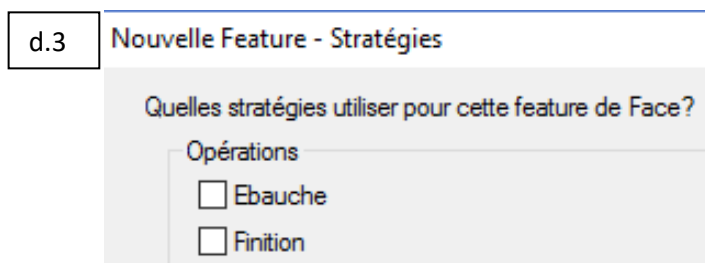 d.3
Nouvelle Feature - Stratégies
Quelles stratégies utiliser pour cette feature de Face?
Opérations
Ebauche
Finition